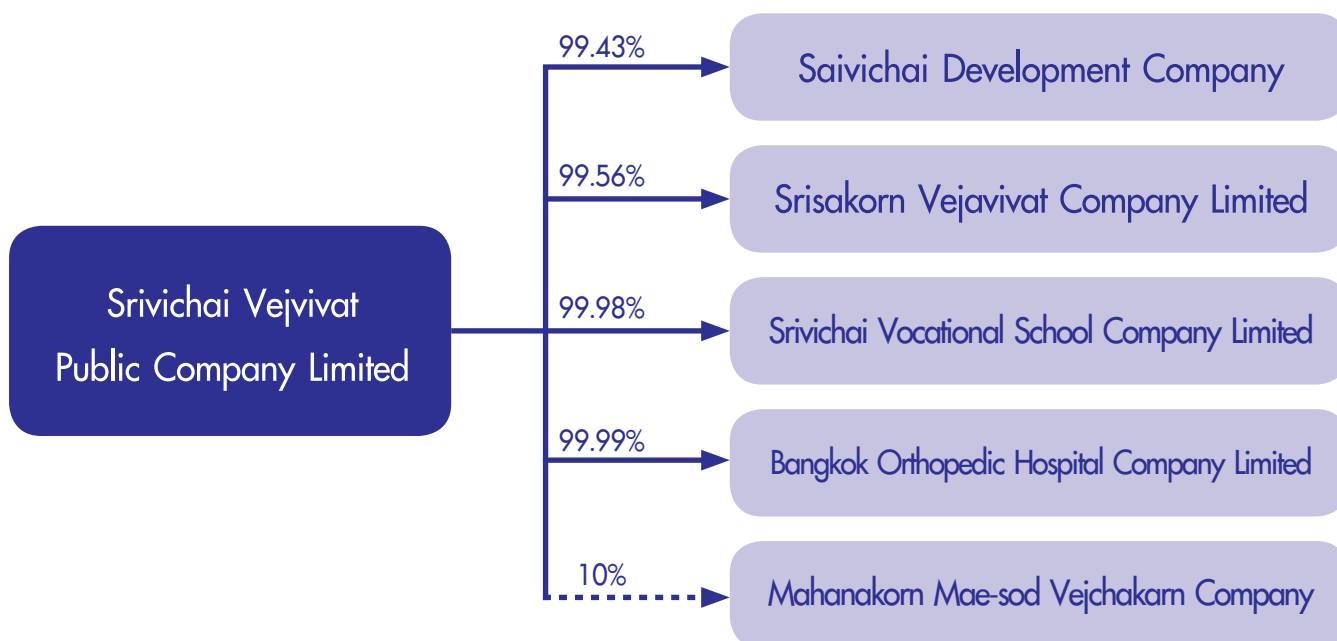 99.43%
Saivichai Development Company
99.56%
Srisakorn Vejavivat Company Limited
Srivichai Vejvivat
Public Company Limited
99.98%
Srivichai Vocational School Company Limited
99.99%
Bangkok Orthopedic Hospital Company Limited
10%
Mahanakorn Mae-sod Vejchakarn Company